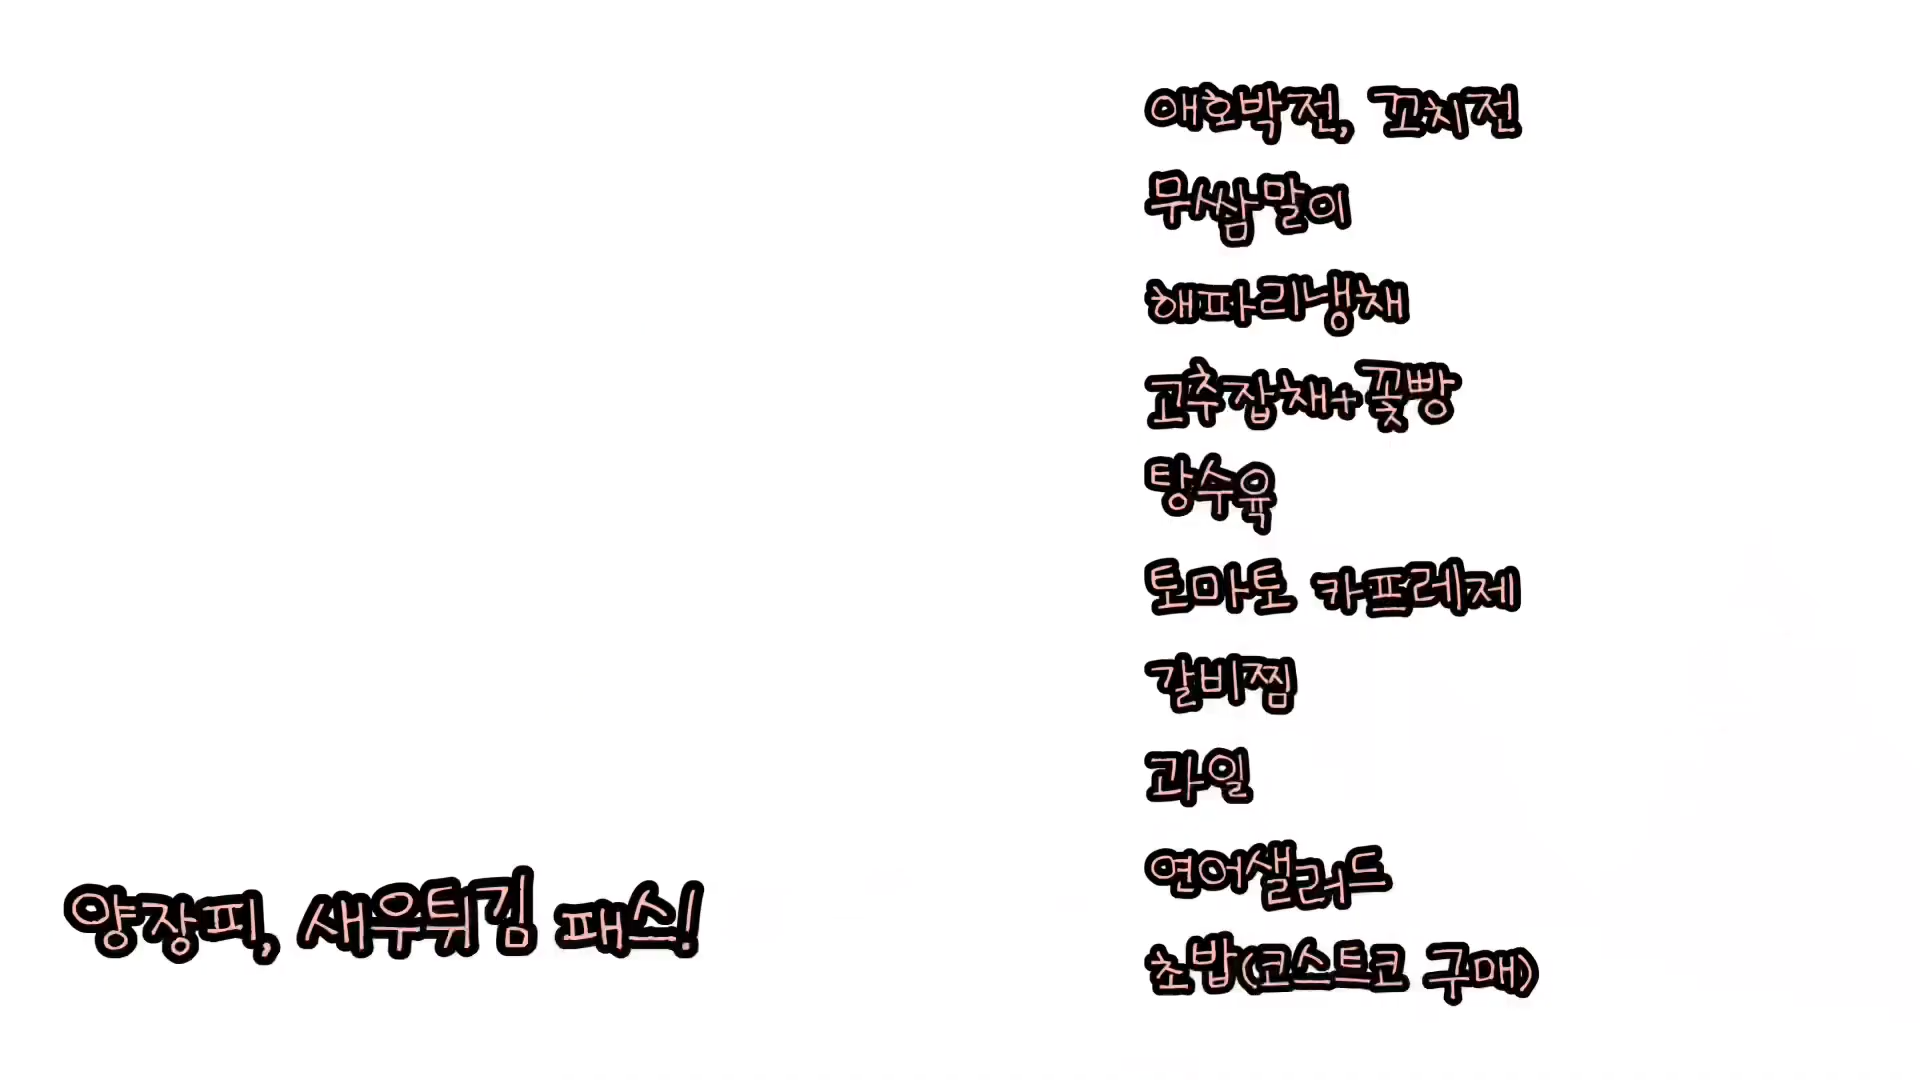 애호박전, 꼬치전
무쌈말이
해파리냉채
고추잡채+꽃빵
탕수육
토마토 카프레제
갈비찜
과일
연어샐러드
초밥(코스트코 구매)
양장피, 새우튀김 패스!